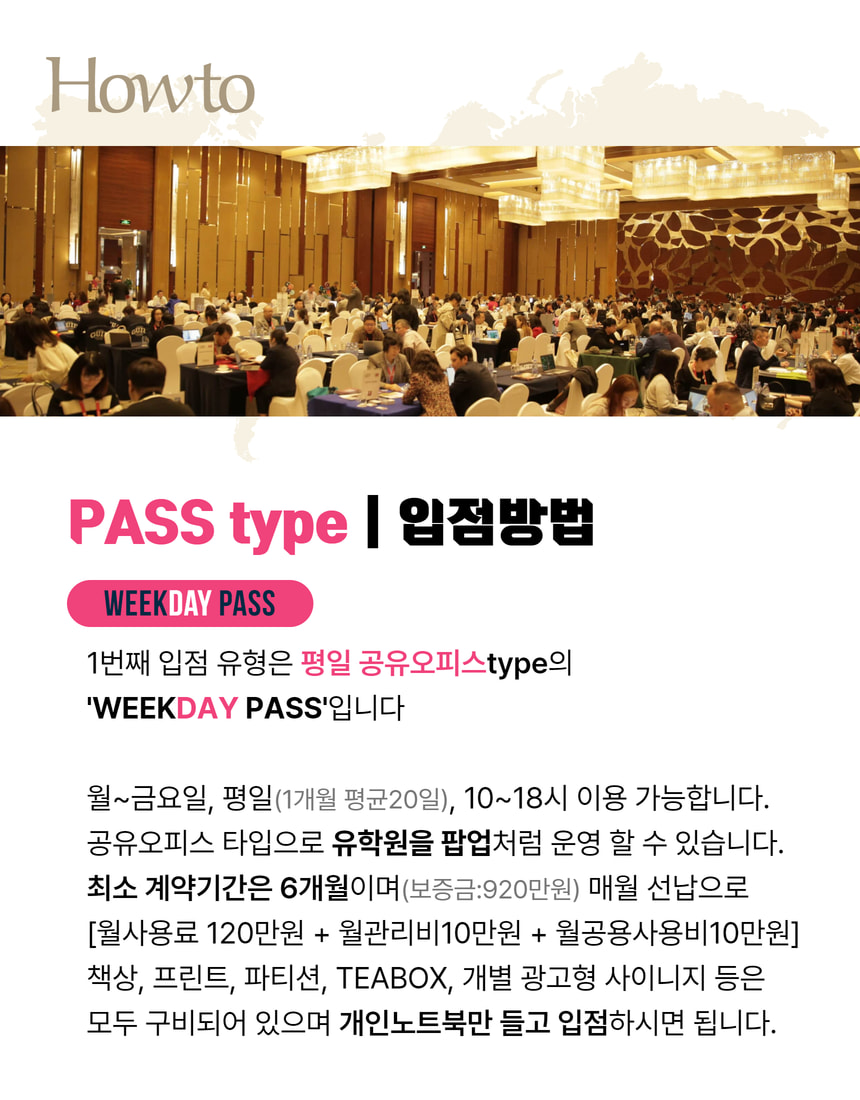 Howto
PASS type | 입점방법
WEEKDAY PASS
1번째 입점 유형은 평일 공유오피스type의
'WEEKDAY PASS'입니다
월~금요일, 평일(1개월 평균20일), 10~18시 이용 가능합니다.
공유오피스 타입으로 유학원을 팝업처럼 운영 할 수 있습니다.
최소 계약기간은 6개월이며(보증금:920만원) 매월 선납으로
[월사용료 120만원 + 월관리비10만원 + 월공용사용비10만원]
책상, 프린트, 파티션, TEABOX, 개별 광고형 사이니지 등은
모두 구비되어 있으며 개인노트북만 들고 입점하시면 됩니다.